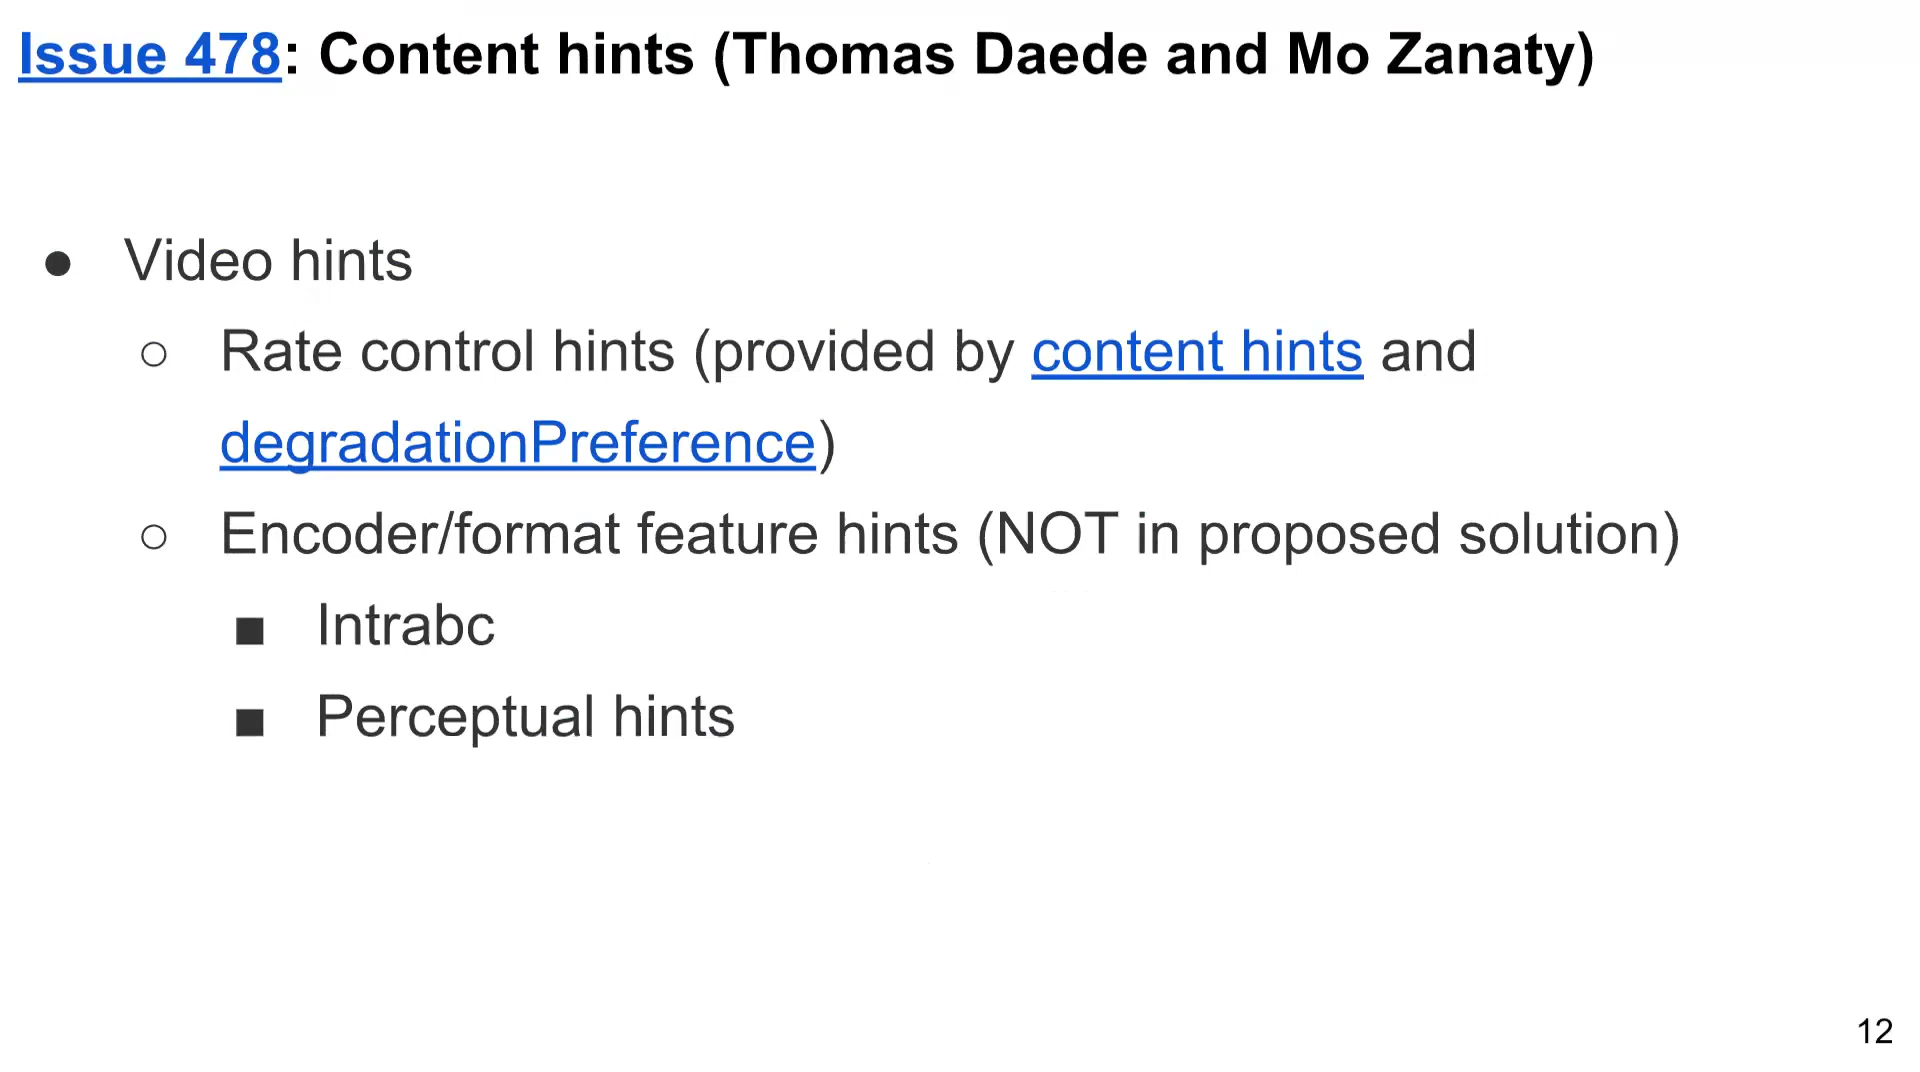 Issue 478: Content hints (Thomas Daede and Mo Zanaty)
● Video hints
○ Rate control hints (provided by content hints and
degradationPreference)
○ Encoder/format feature hints (NOT in proposed solution)
■ Intrabc
■ Perceptual hints
12